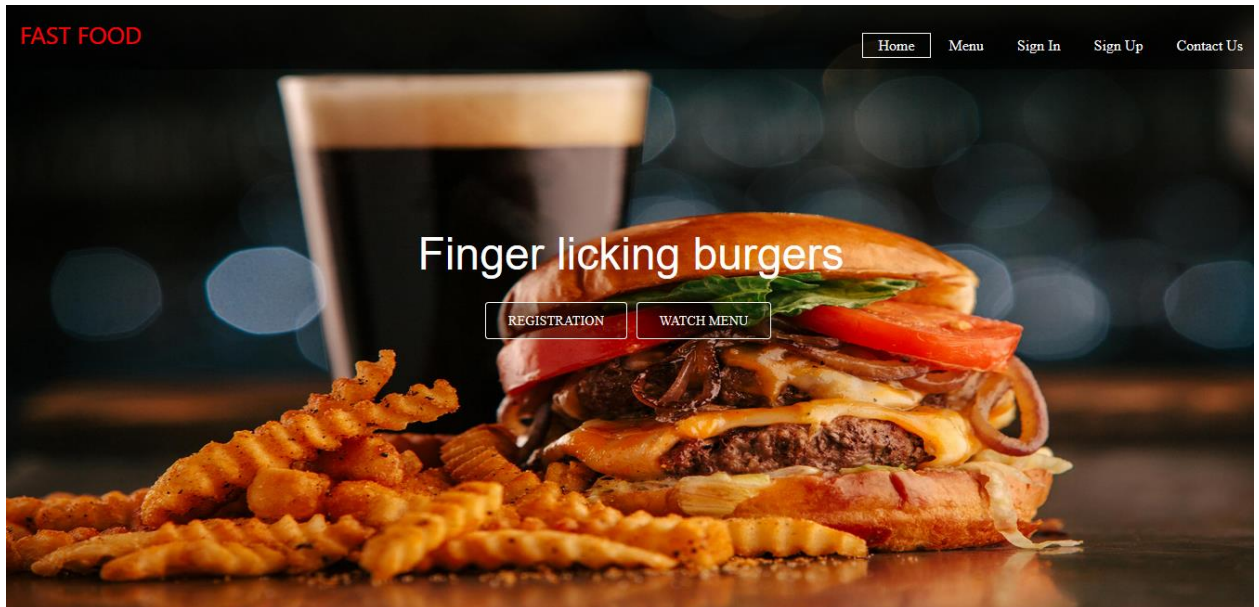 FAST FOOD
Home Menu Sign In Sign Up Contact Us
Finger licking burgers
REGISTRATION WATCH MENU